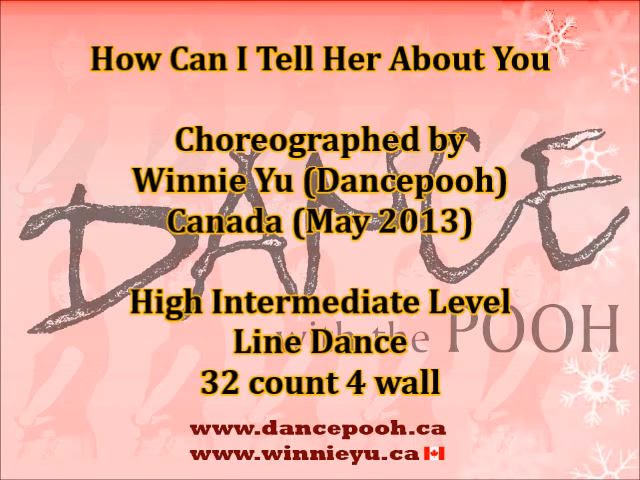 How Can I Tell Her About You
Choreographed by
Winnie Yu (Dancepooh)
Canada (May 2013)
DANCE
High Intermediate Level
with the POOH
Line Dance
32 count 4 wall
www.dancepooh.ca
www.winnieyu.ca